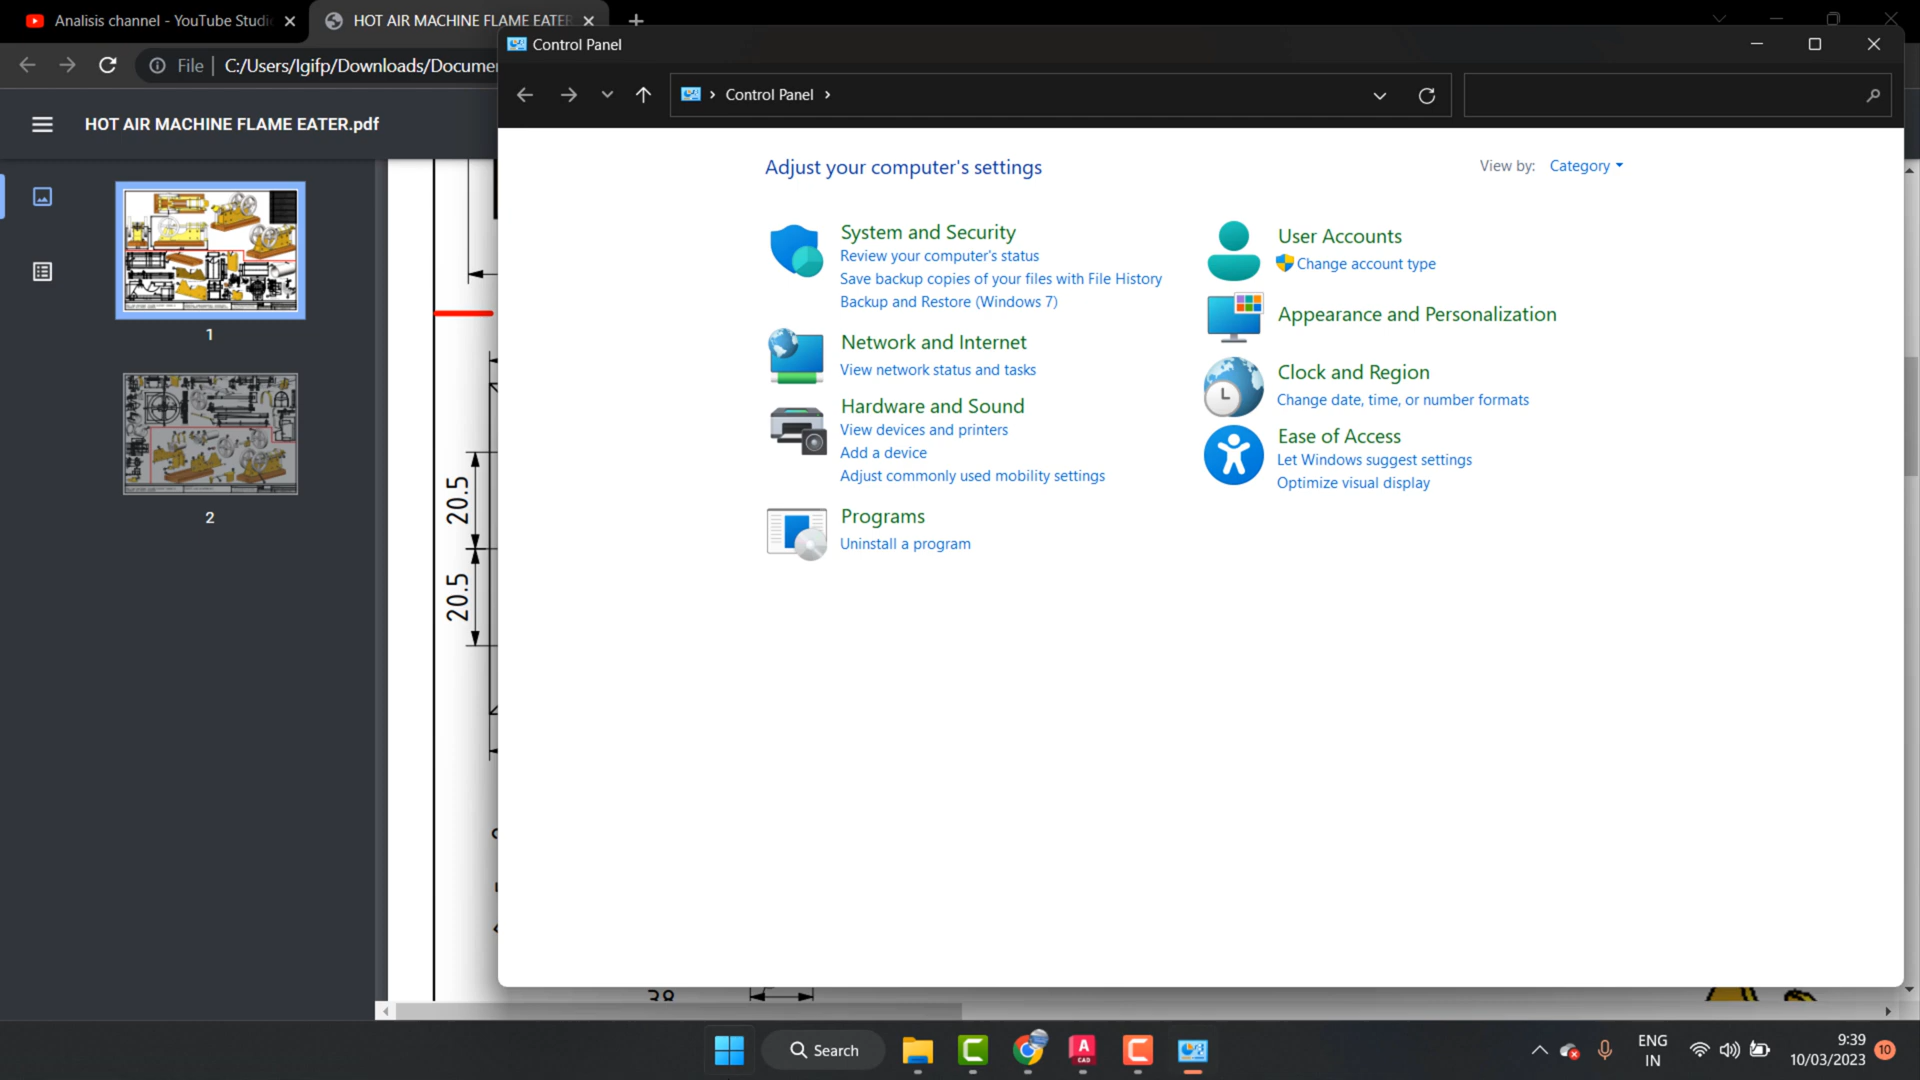 Analisis channel - YouTube Studi
HOT AIR MACHINE FLAME EATER
File
C:/Users/Igifp/Downloads/Docume
HOT AIR MACHINE FLAME EATER.pdf
1
2
20.5
20.5
38
Control Panel
Control Panel
Adjust your computer's settings
View by: Category
System and Security
Review your computer's status
Save backup copies of your files with File History
Backup and Restore (Windows 7)
Network and Internet
View network status and tasks
Hardware and Sound
View devices and printers
Add a device
Adjust commonly used mobility settings
Programs
Uninstall a program
User Accounts
Change account type
Appearance and Personalization
Clock and Region
Change date, time, or number formats
Ease of Access
Let Windows suggest settings
Optimize visual display
Search
A
CAD
ENG
IN
9:39
10/03/2023
10